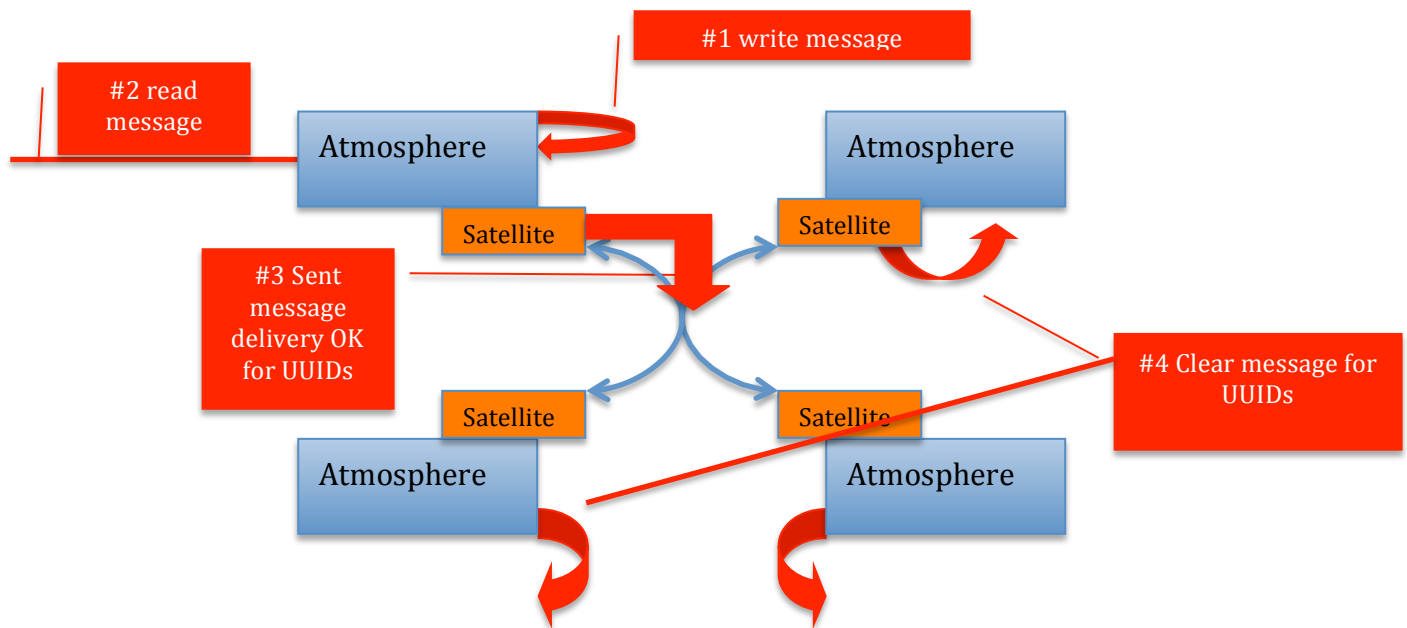 #1 write message
#2 read
message
Atmosphere
Atmosphere
Satellite
Satellite
#3 Sent
message
delivery OK
for UUIDs
#4 Clear message for
UUIDs
Satellite
Satellite
Atmosphere
Atmosphere